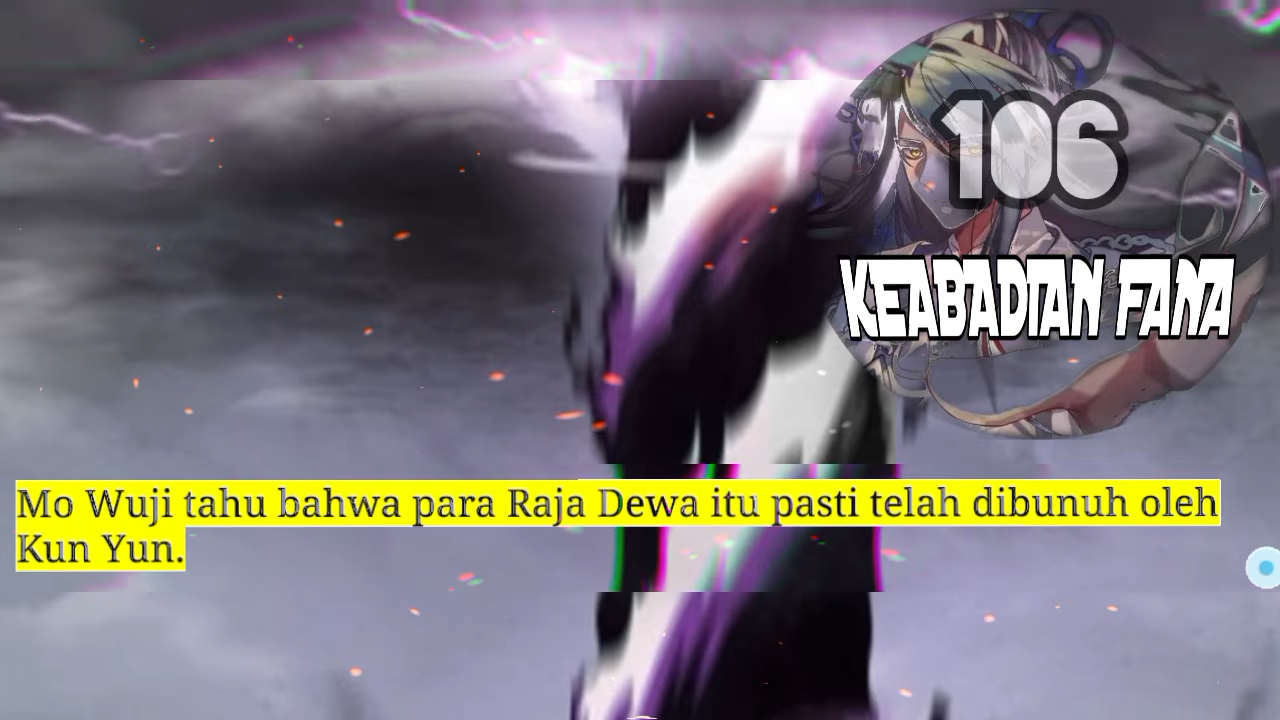 106
KEABADIAN FANA
Mo Wuji tahu bahwa para Raja Dewa itu pasti telah dibunuh oleh
Kun Yun.